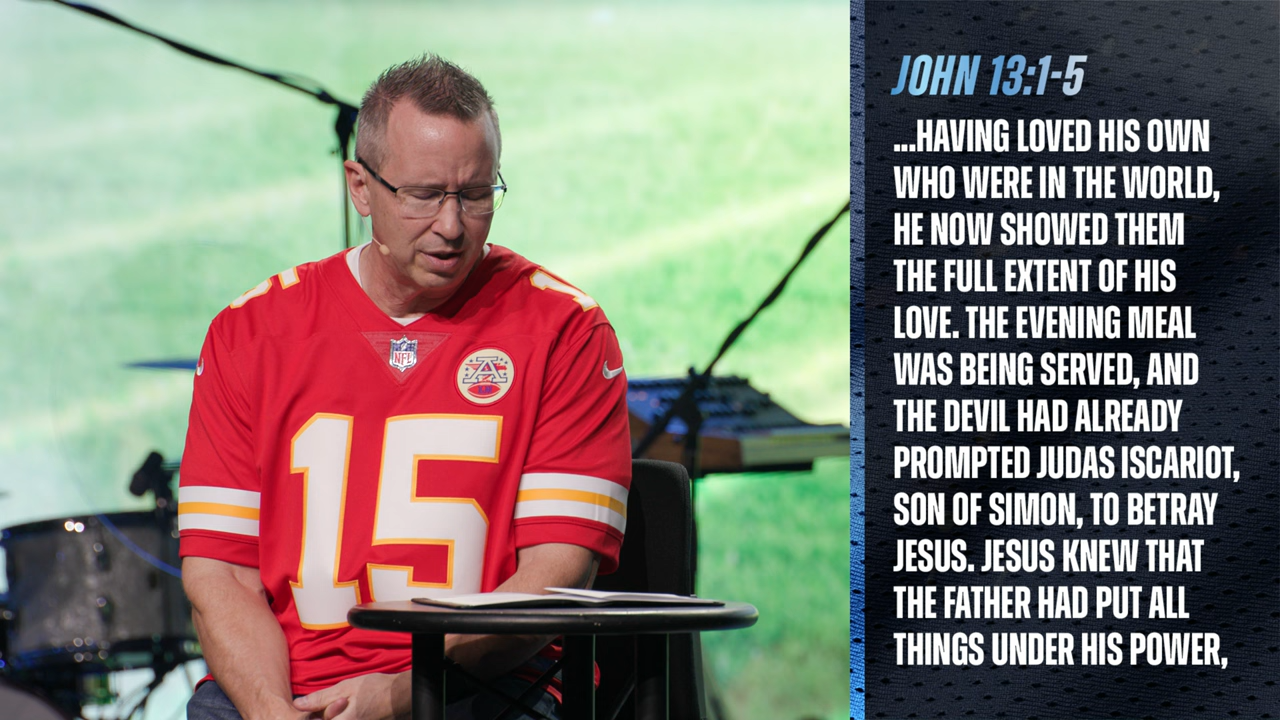 JOHN 13:1-5
...HAVING LOVED HIS OWN
WHO WERE IN THE WORLD,
HE NOW SHOWED THEM
THE FULL EXTENT OF HIS
LOVE. THE EVENING MEAL
WAS BEING SERVED, AND
THE DEVIL HAD ALREADY
PROMPTED JUDAS ISCARIOT,
SON OF SIMON, TO BETRAY
JESUS. JESUS KNEW THAT
THE FATHER HAD PUT ALL
THINGS UNDER HIS POWER,
15
15
NFL
A
15